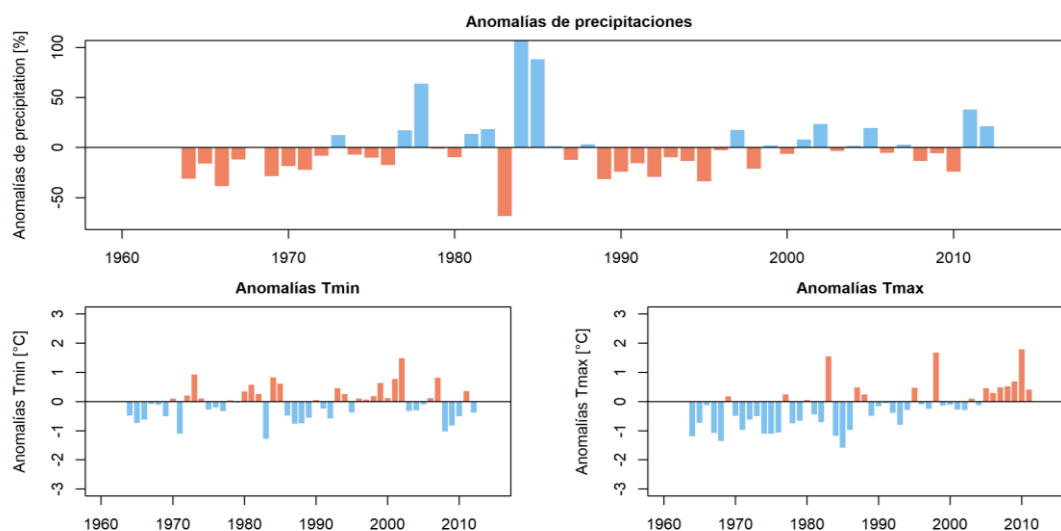 Anomalías de precipitaciones
Anomalías de precipitation [%]
100
50
0
-50
1960 1970 1980 1990 2000 2010
Anomalías Tmin
Anomalías Tmin [°C]
3
2
1
0
-1
-2
-3
1960 1970 1980 1990 2000 2010
Anomalías Tmax
Anomalías Tmax [°C]
3
2
1
0
-1
-2
-3
1960 1970 1980 1990 2000 2010